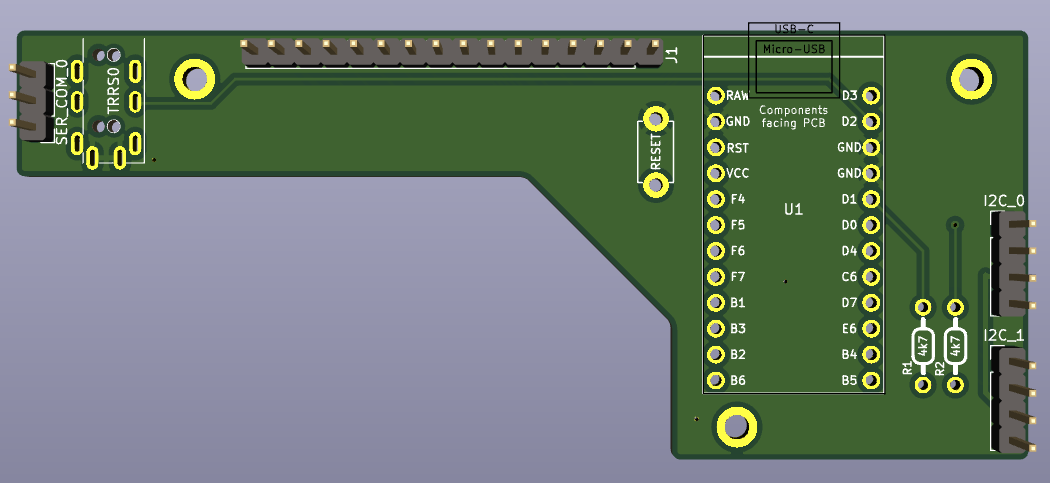 USB-C
Micro-USB
J1
SER_COM_0
TRRS0
RAW
D3
Components
facing PCB
GND
D2
RST
GND
RESET
VCC
GND
F4
D1
I2C_0
U1
F5
D0
F6
D4
F7
C6
B1
D7
B3
E6
I2C_1
4k7
4k7
B2
B4
R1
R2
B6
B5